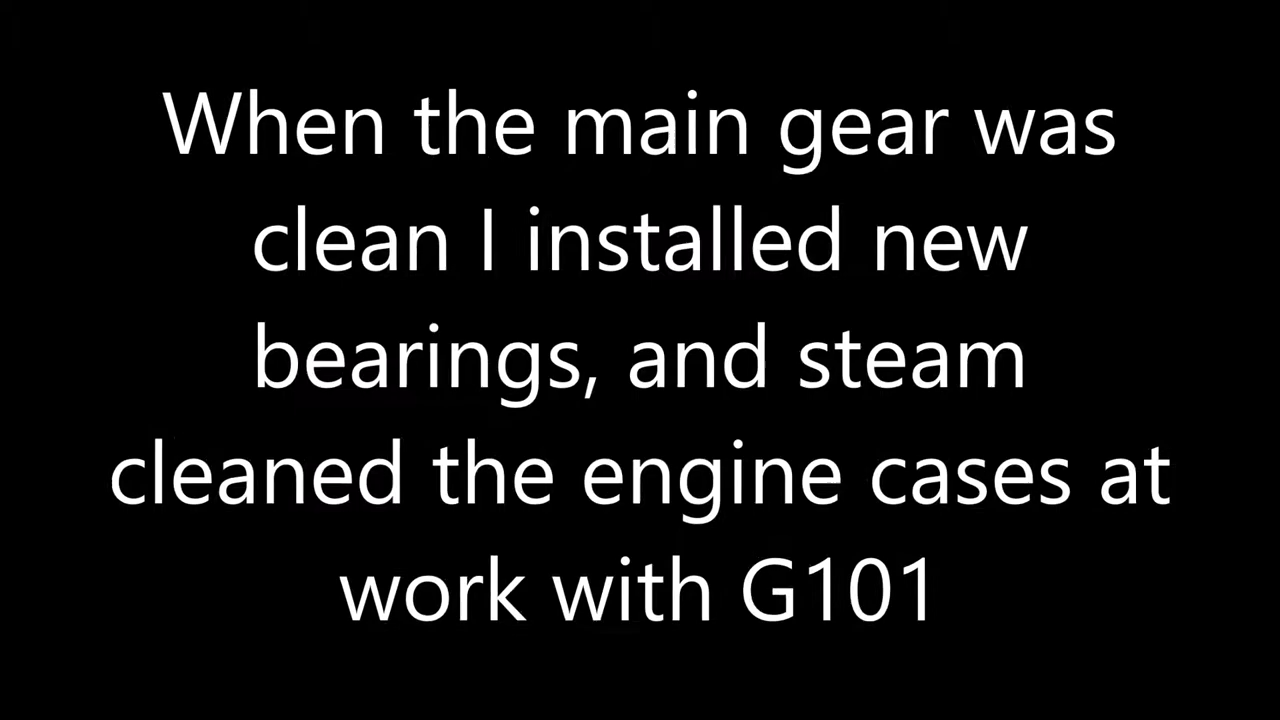 When the main gear was
clean I installed new
bearings, and steam
cleaned the engine cases at
work with G101